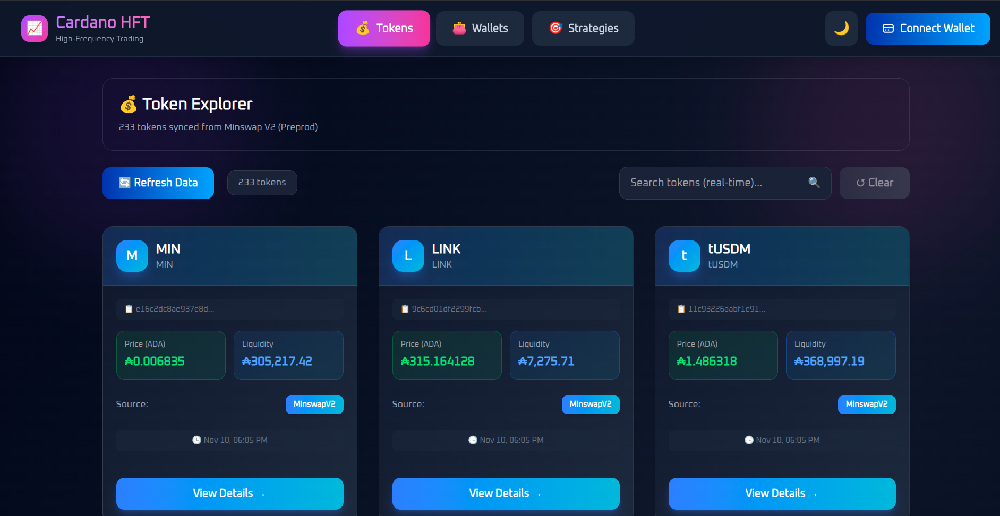 Cardano HFT
High-Frequency Trading
Tokens
Wallets
Strategies
Connect Wallet
Token Explorer
233 tokens synced from Minswap V2 (Preprod)
Refresh Data
233 tokens
Search tokens (real-time)...
↺ Clear
M
MIN
MIN
e16c2dc8ae937e8d...
Price (ADA)
₳0.006835
Liquidity
₳305,217.42
Source:
MinswapV2
Nov 10, 06:05 PM
View Details →
L
LINK
LINK
9c6cd01df2299fcb...
Price (ADA)
₳315.164128
Liquidity
₳7,275.71
Source:
MinswapV2
Nov 10, 06:05 PM
View Details →
t
tUSDM
tUSDM
11c93226aabf1e91...
Price (ADA)
₳1.486318
Liquidity
₳368,997.19
Source:
MinswapV2
Nov 10, 06:05 PM
View Details →